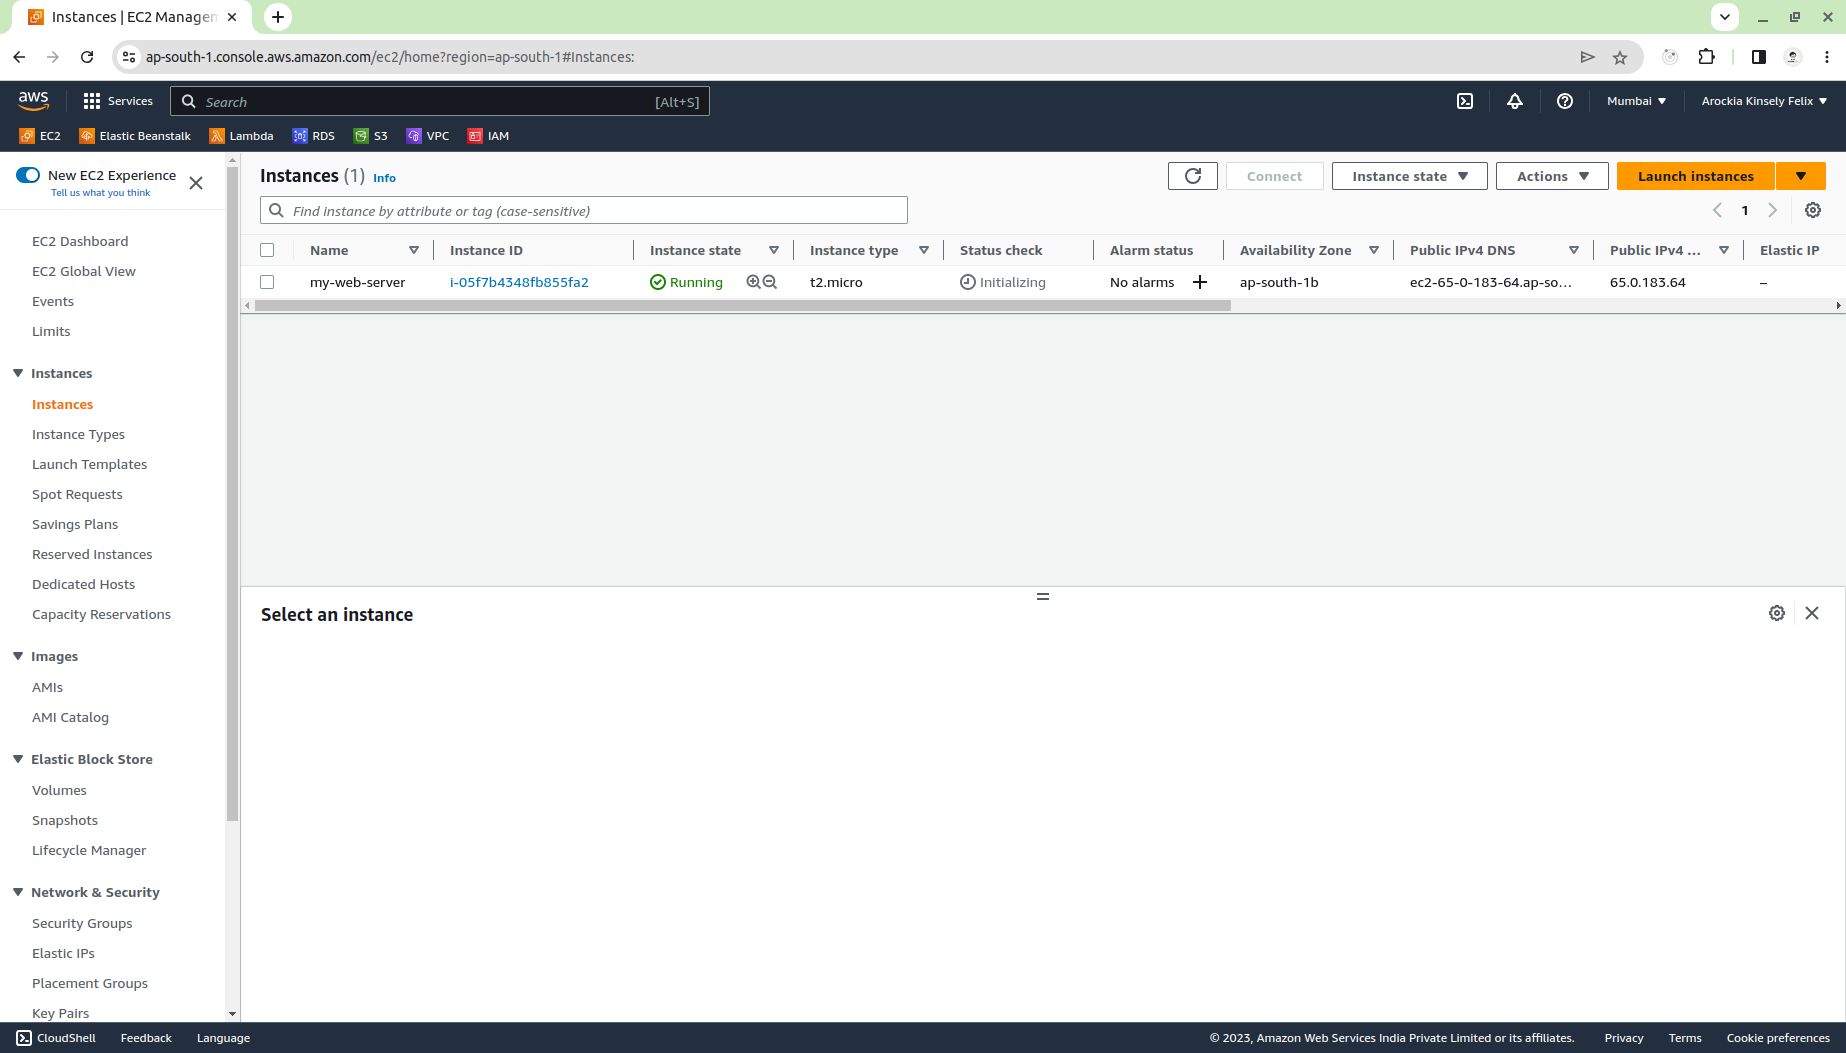 Instances | EC2 Managem
ap-south-1.console.aws.amazon.com/ec2/home?region=ap-south-1#Instances:
aws
Services
Search
[Alt+S]
Mumbai
Arockia Kinsely Felix
EC2
Elastic Beanstalk
Lambda
RDS
S3
VPC
IAM
New EC2 Experience
Tell us what you think
EC2 Dashboard
EC2 Global View
Events
Limits
Instances
Instances
Instance Types
Launch Templates
Spot Requests
Savings Plans
Reserved Instances
Dedicated Hosts
Capacity Reservations
Images
AMIs
AMI Catalog
Elastic Block Store
Volumes
Snapshots
Lifecycle Manager
Network & Security
Security Groups
Elastic IPs
Placement Groups
Key Pairs
Instances (1) Info
Connect
Instance state
Actions
Launch instances
Find instance by attribute or tag (case-sensitive)
1
Name Instance ID Instance state Instance type Status check Alarm status Availability Zone Public IPv4 DNS Public IPv4 ... Elastic IP
my-web-server i-05f7b4348fb855fa2 Running t2.micro Initializing No alarms + ap-south-1b ec2-65-0-183-64.ap-so... 65.0.183.64 –
Select an instance
CloudShell
Feedback
Language
© 2023, Amazon Web Services India Private Limited or its affiliates.
Privacy
Terms
Cookie preferences